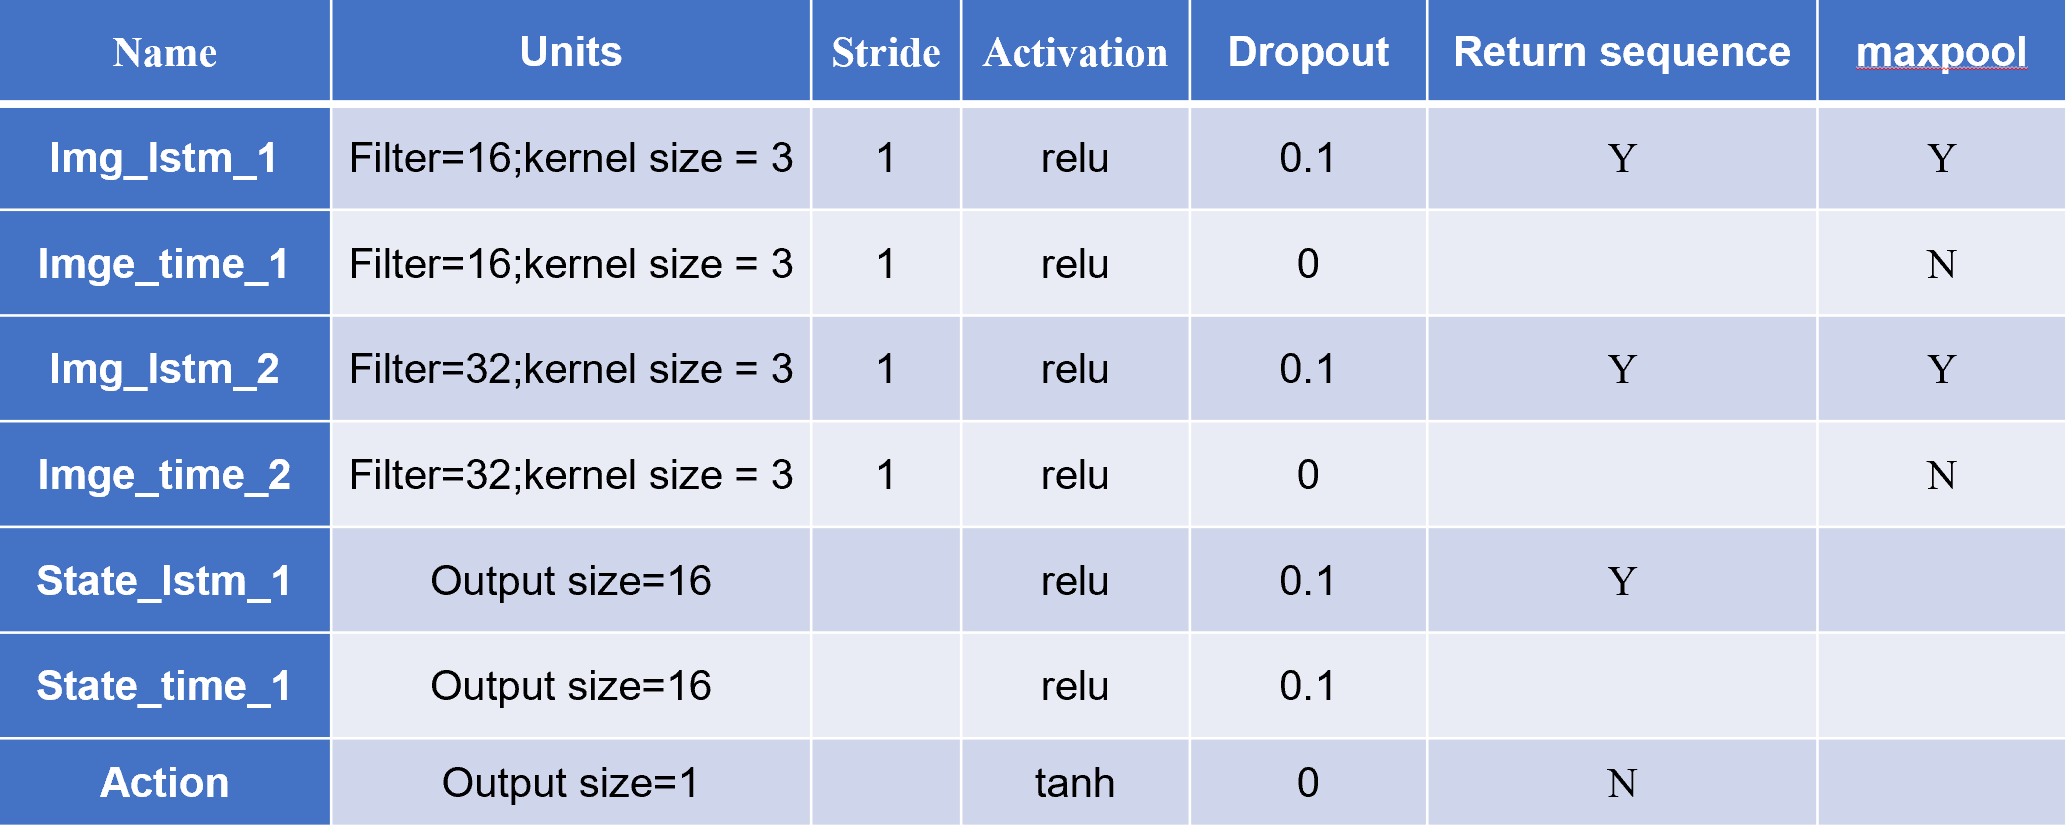 Name Units Stride Activation Dropout Return sequence maxpool
Img_lstm_1 Filter=16;kernel size = 3 1 relu 0.1 Y Y
Imge_time_1 Filter=16;kernel size = 3 1 relu 0 N
Img_lstm_2 Filter=32;kernel size = 3 1 relu 0.1 Y Y
Imge_time_2 Filter=32;kernel size = 3 1 relu 0 N
State_lstm_1 Output size=16 relu 0.1 Y
State_time_1 Output size=16 relu 0.1
Action Output size=1 tanh 0 N